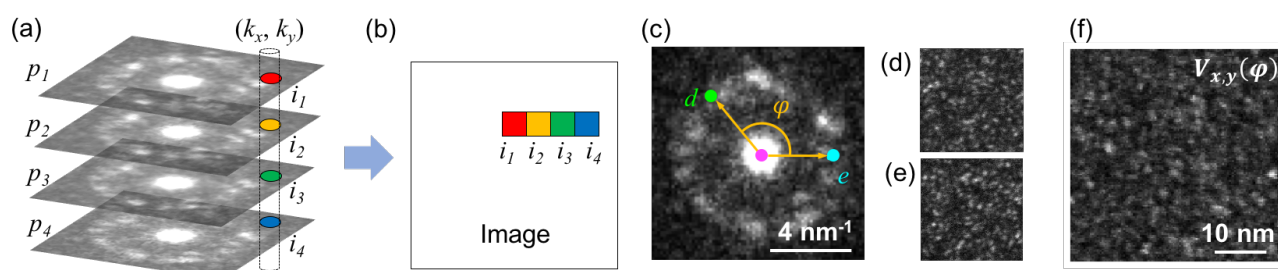 (a)
(kx, ky)
p1
i1
p2
i2
p3
i3
p4
i4
(b)
i1 i2 i3 i4
Image
(c)
d
φ
e
4 nm-1
(d)
(e)
(f)
Vx,y(φ)
10 nm